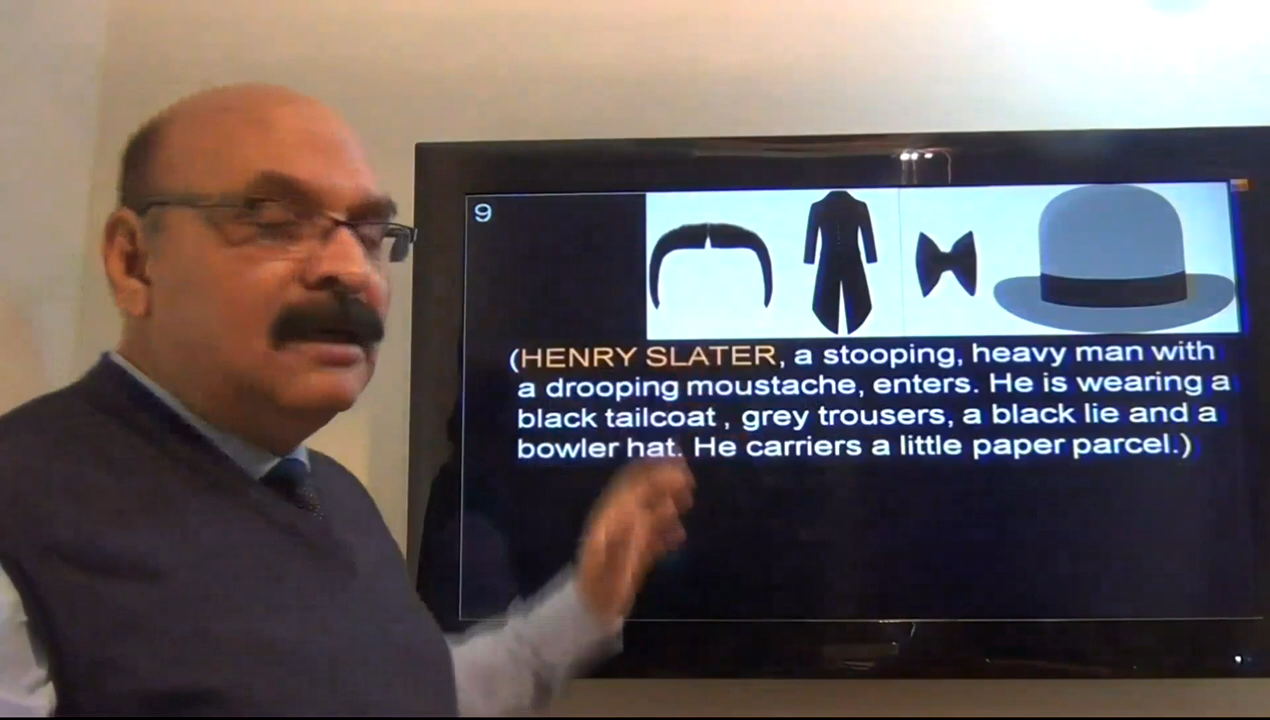 9
(HENRY SLATER, a stooping, heavy man with
a drooping moustache, enters. He is wearing a
black tailcoat , grey trousers, a black lie and a
bowler hat. He carriers a little paper parcel.)